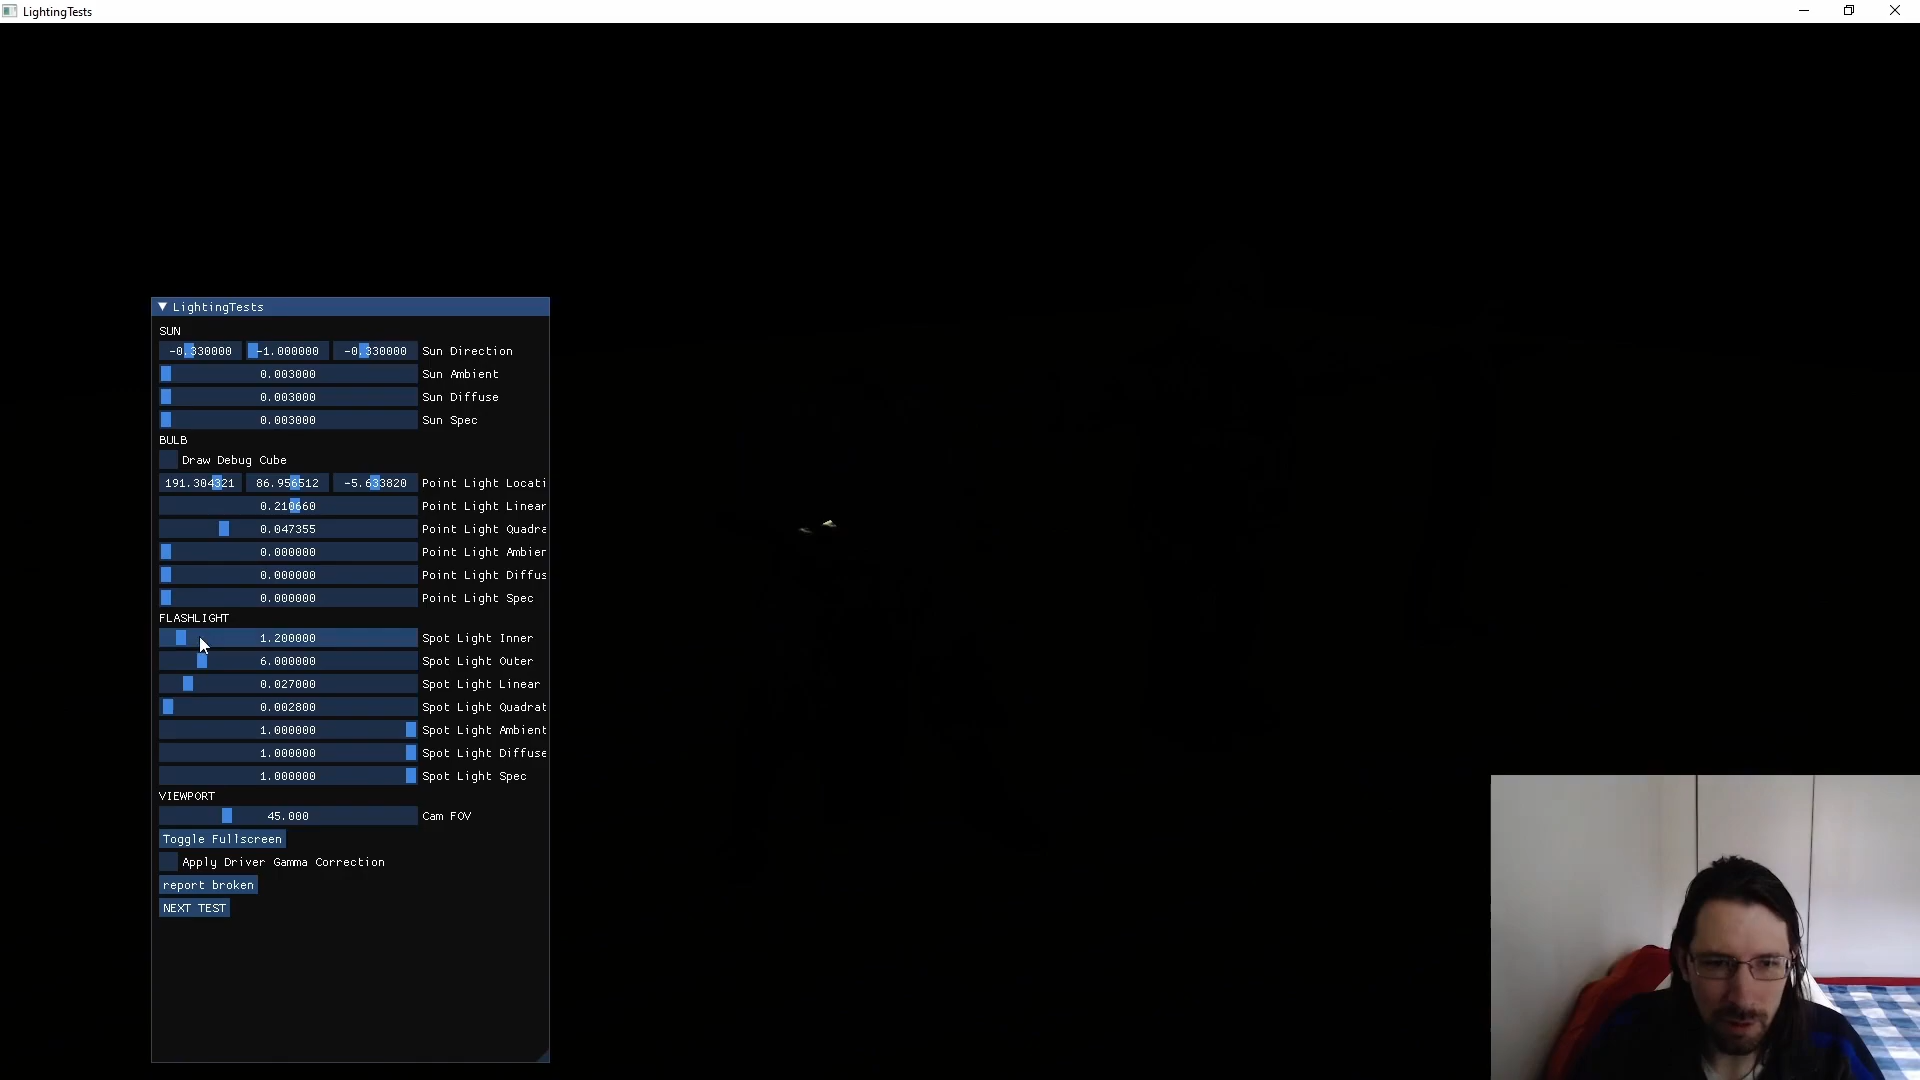 LightingTests
LightingTests
SUN
-0.330000 -1.000000 -0.330000 Sun Direction
0.003000 Sun Ambient
0.003000 Sun Diffuse
0.003000 Sun Spec
BULB
Draw Debug Cube
191.304321 86.956512 -5.633820 Point Light Locati
0.210660 Point Light Linear
0.047355 Point Light Quadra
0.000000 Point Light Ambien
0.000000 Point Light Diffus
0.000000 Point Light Spec
FLASHLIGHT
1.200000 Spot Light Inner
6.000000 Spot Light Outer
0.027000 Spot Light Linear
0.002800 Spot Light Quadrat
1.000000 Spot Light Ambient
1.000000 Spot Light Diffuse
1.000000 Spot Light Spec
VIEWPORT
45.000 Cam FOV
Toggle Fullscreen
Apply Driver Gamma Correction
report broken
NEXT TEST